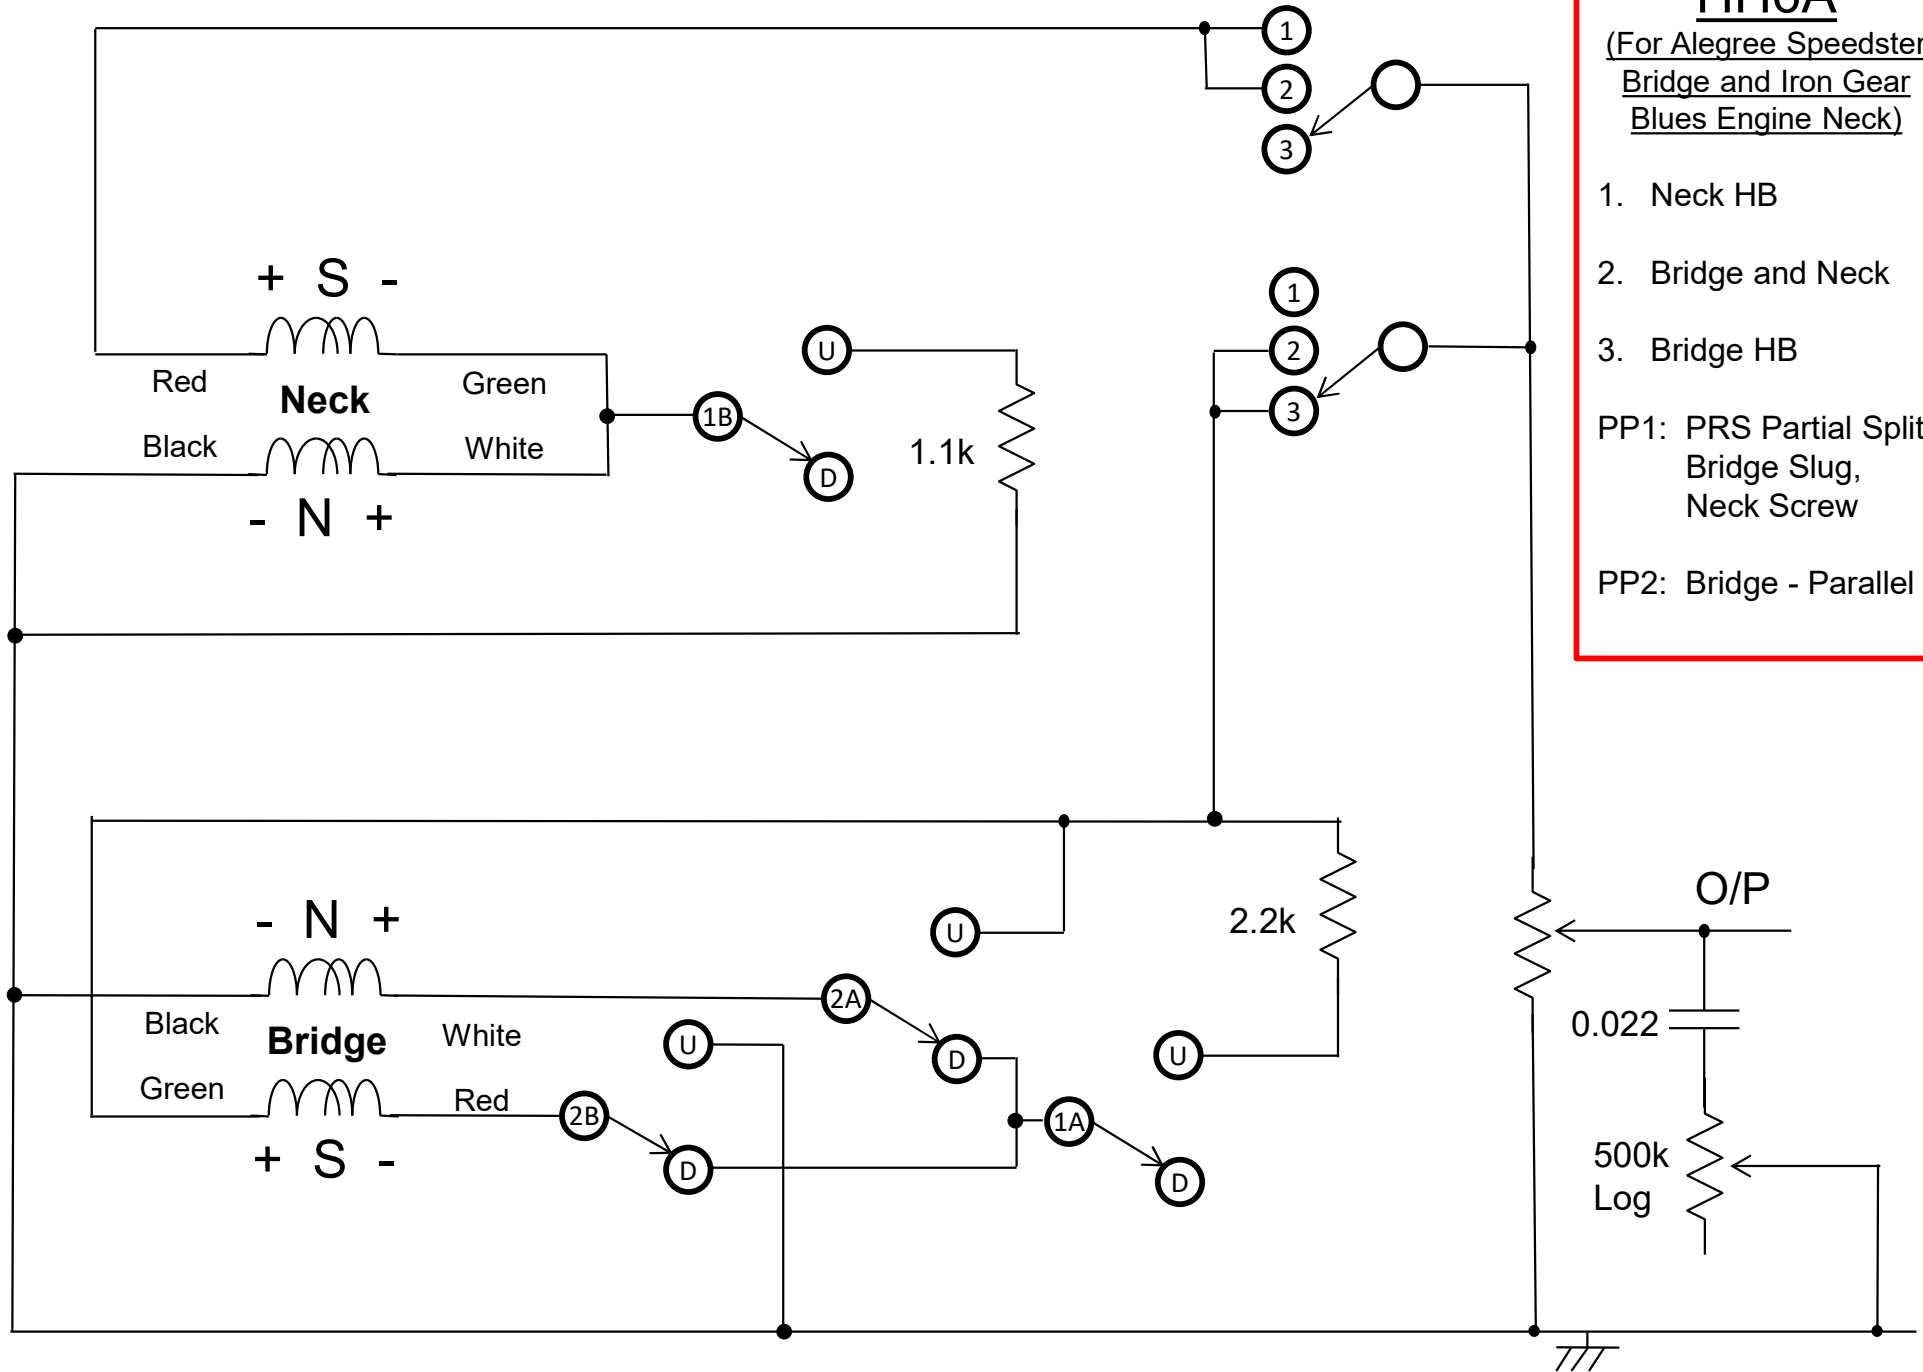 (For Alegree Speedster
Bridge and Iron Gear
Blues Engine Neck)
1. Neck HB
2. Bridge and Neck
3. Bridge HB
PP1: PRS Partial Split
Bridge Slug,
Neck Screw
PP2: Bridge - Parallel
1
2
3
1
2
3
+ S -
Red
Green
Neck
Black
White
- N +
U
1B
D
1.1k
- N +
Black
White
Bridge
Green
Red
+ S -
U
2A
D
U
2B
D
U
1A
D
2.2k
O/P
0.022
500k
Log